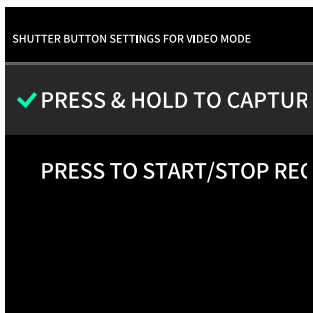 SHUTTER BUTTON SETTINGS FOR VIDEO MODE
PRESS & HOLD TO CAPTUR
PRESS TO START/STOP REC